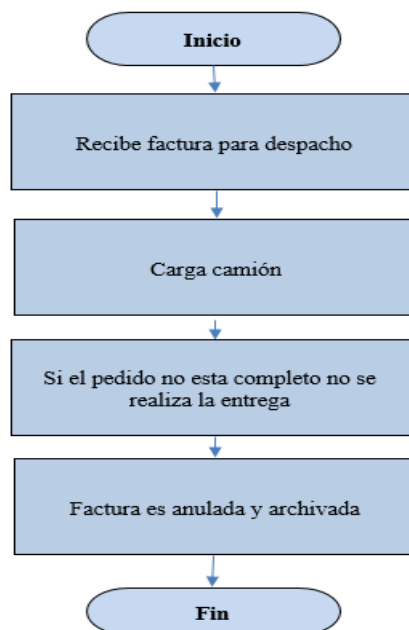 Inicio
Recibe factura para despacho
Carga camión
Si el pedido no esta completo no se
realiza la entrega
Factura es anulada y archivada
Fin